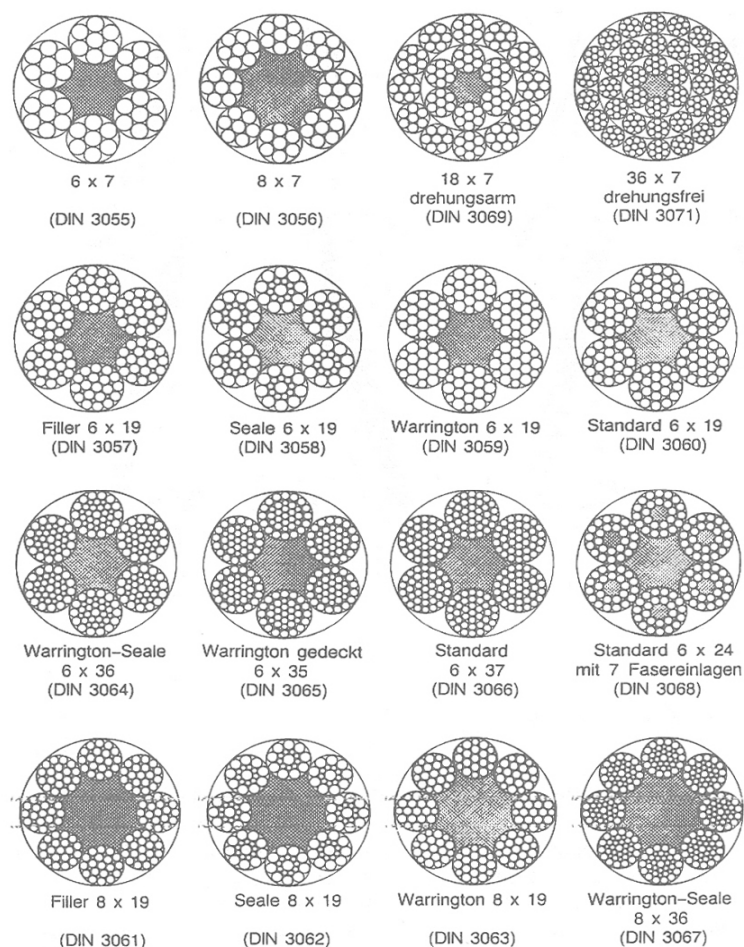 6 x 7
(DIN 3055)
8 x 7
(DIN 3056)
18 x 7
drehungsarm
(DIN 3069)
36 x 7
drehungsfrei
(DIN 3071)
Filler 6 x 19
(DIN 3057)
Seale 6 x 19
(DIN 3058)
Warrington 6 x 19
(DIN 3059)
Standard 6 x 19
(DIN 3060)
Warrington-Seale
6 x 36
(DIN 3064)
Warrington gedeckt
6 x 35
(DIN 3065)
Standard
6 x 37
(DIN 3066)
Standard 6 x 24
mit 7 Fasereinlagen
(DIN 3068)
Filler 8 x 19
(DIN 3061)
Seale 8 x 19
(DIN 3062)
Warrington 8 x 19
(DIN 3063)
Warrington-Seale
8 x 36
(DIN 3067)